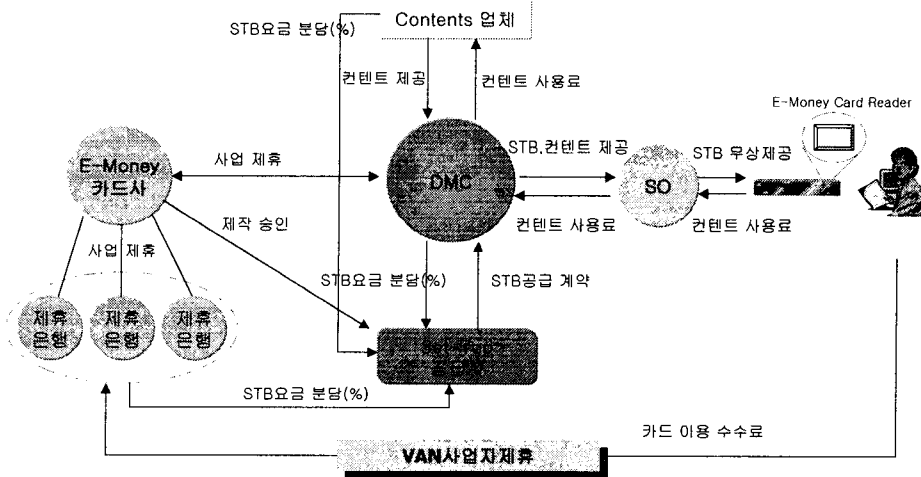 STB요금 분담(%)
Contents 업체
컨텐트 제공
컨텐트 사용료
E-Money Card Reader
E-Money
카드사
사업 제휴
DMC
STB.컨텐트 제공
SO
STB 무상제공
컨텐트 사용료
컨텐트 사용료
제작 승인
사업 제휴
STB요금 분담(%)
STB공급 계약
제휴
은행
제휴
은행
제휴
은행
STB요금 분담(%)
카드 이용 수수료
VAN사업자제휴